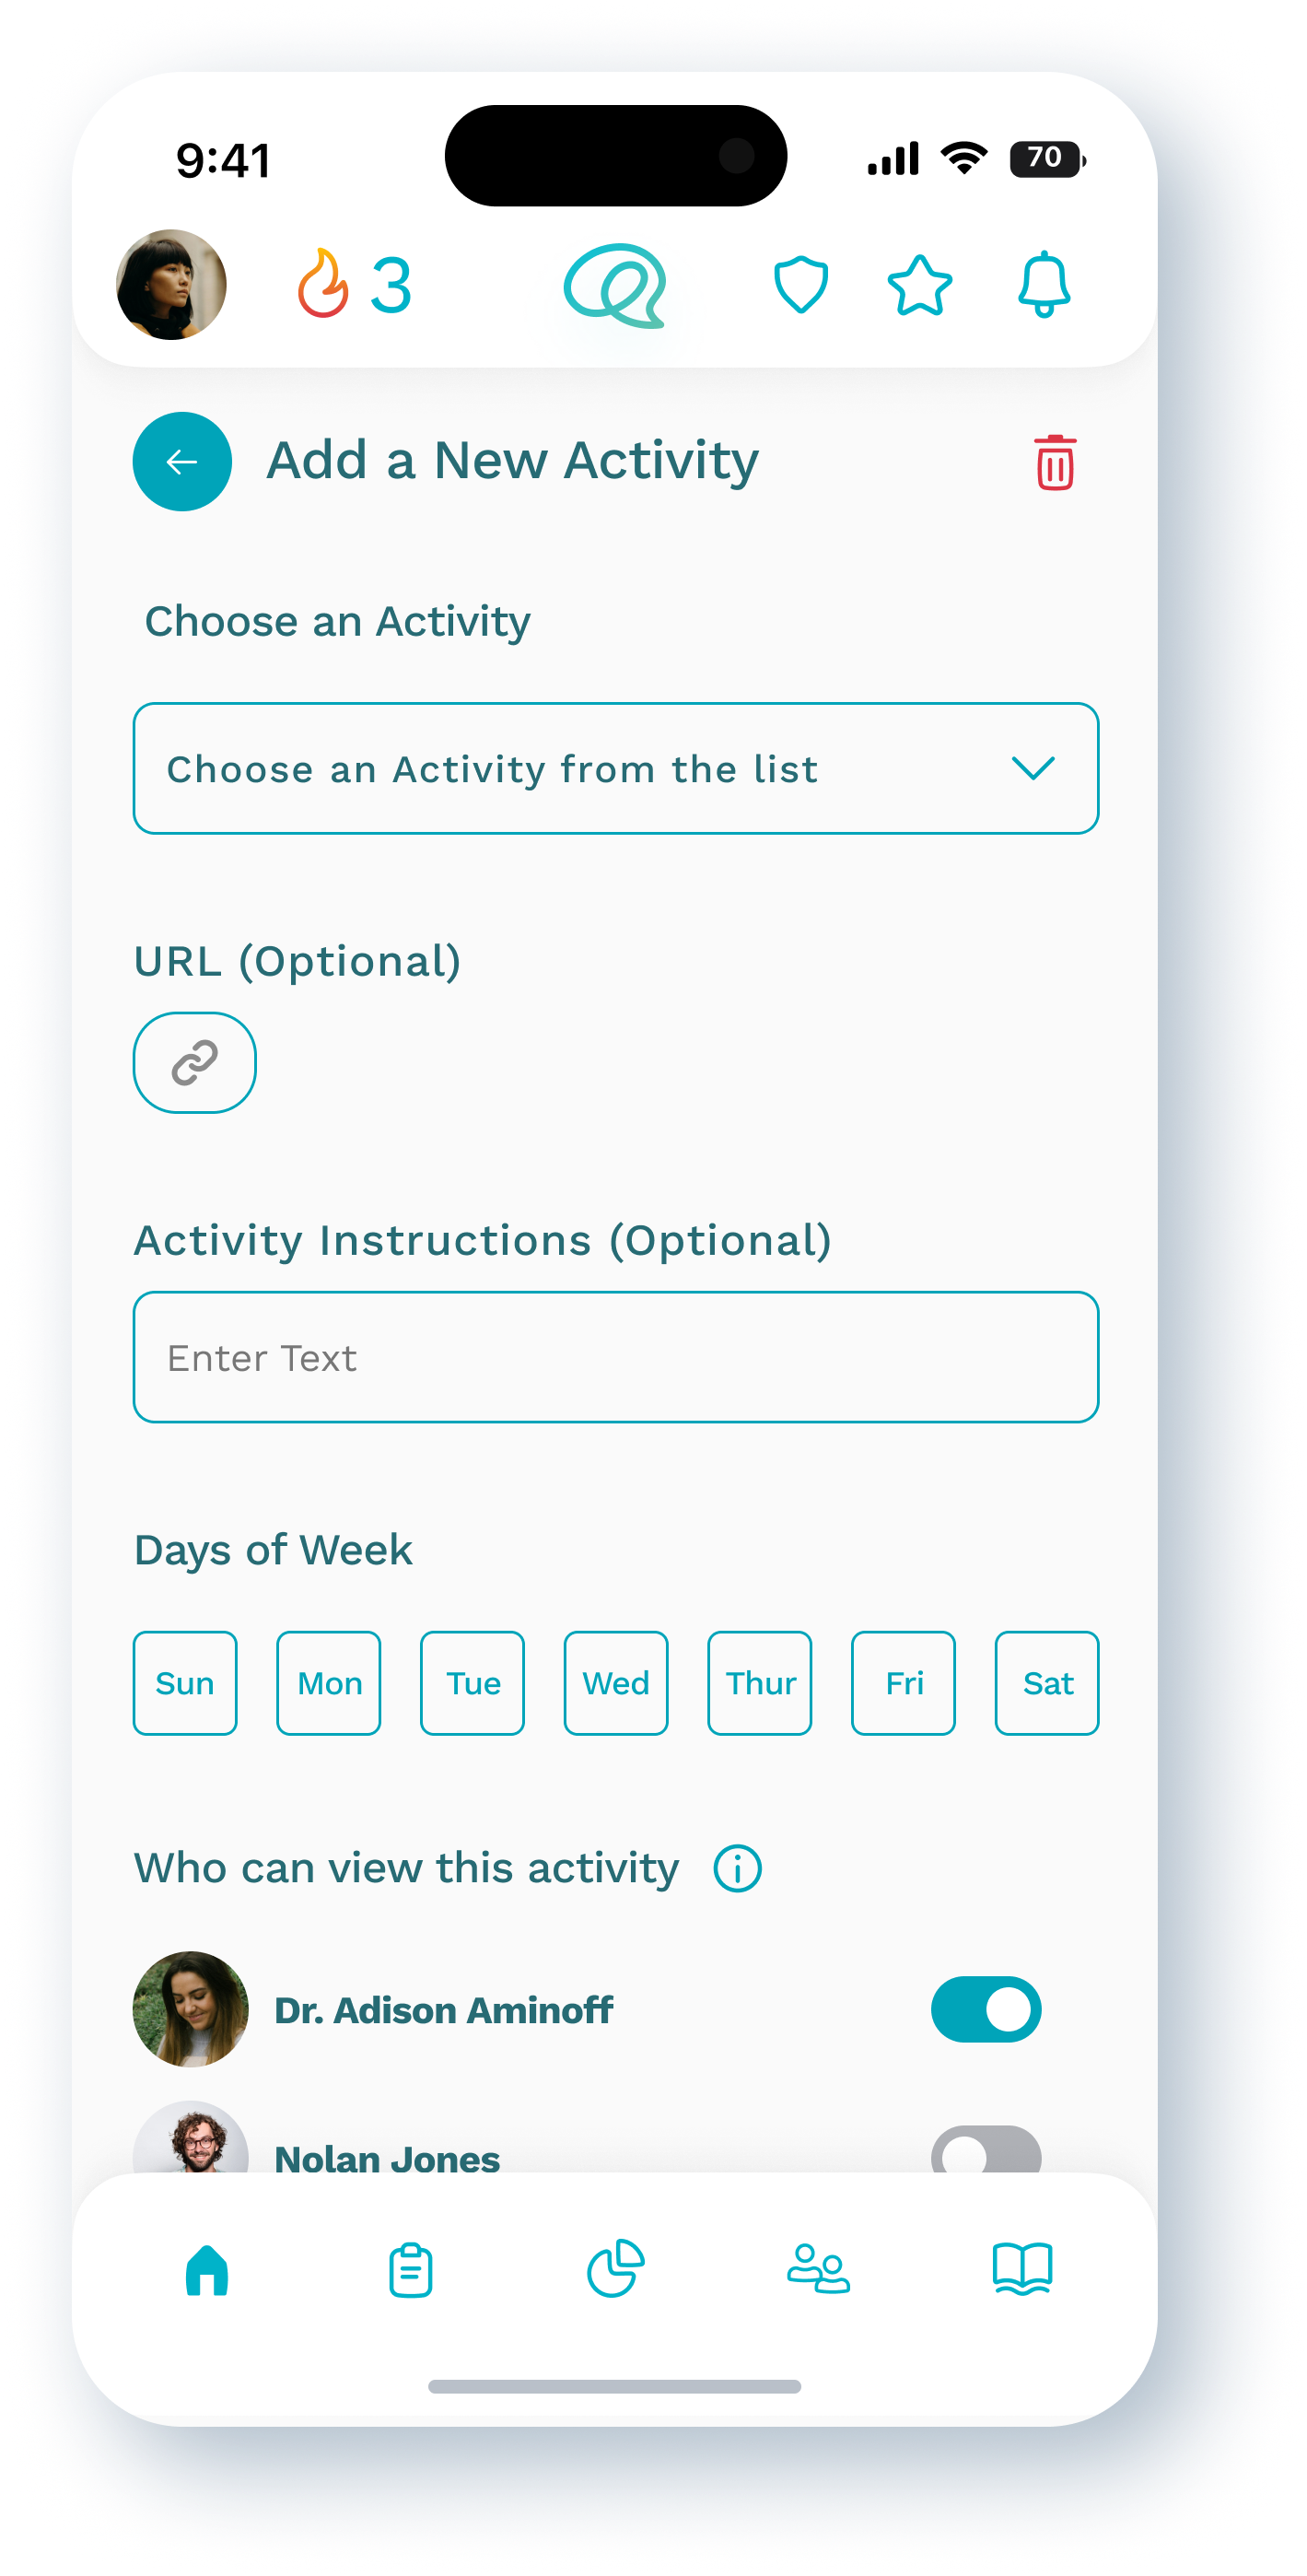 9:41
70
3
Add a New Activity
Choose an Activity
Choose an Activity from the list
URL (Optional)
Activity Instructions (Optional)
Enter Text
Days of Week
Sun Mon Tue Wed Thur Fri Sat
Who can view this activity
Dr. Adison Aminoff
Nolan Jones